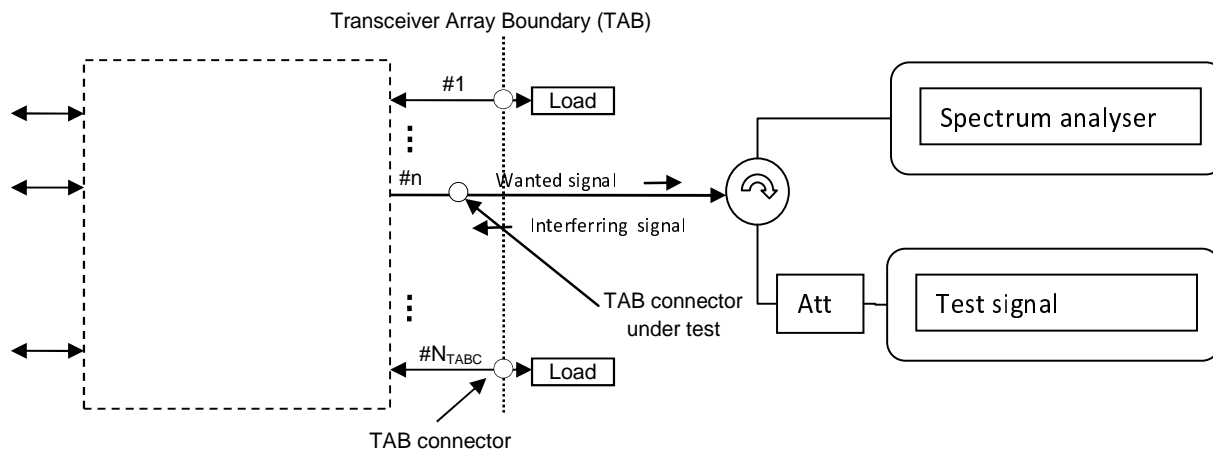 Transceiver Array Boundary (TAB)
#1
Load
Spectrum analyser
#n
Wanted signal
Interferring signal
TAB connector
under test
Att
Test signal
#NTABC
Load
TAB connector